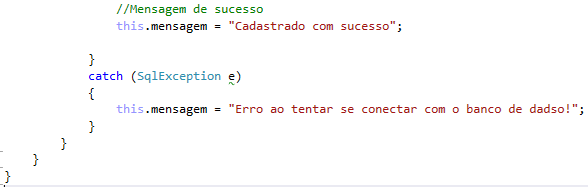 //Mensagem de sucesso
this.mensagem = "Cadastrado com sucesso";
}
catch (SqlException e)
{
this.mensagem = "Erro ao tentar se conectar com o banco de dadso!";
}
}
}
}